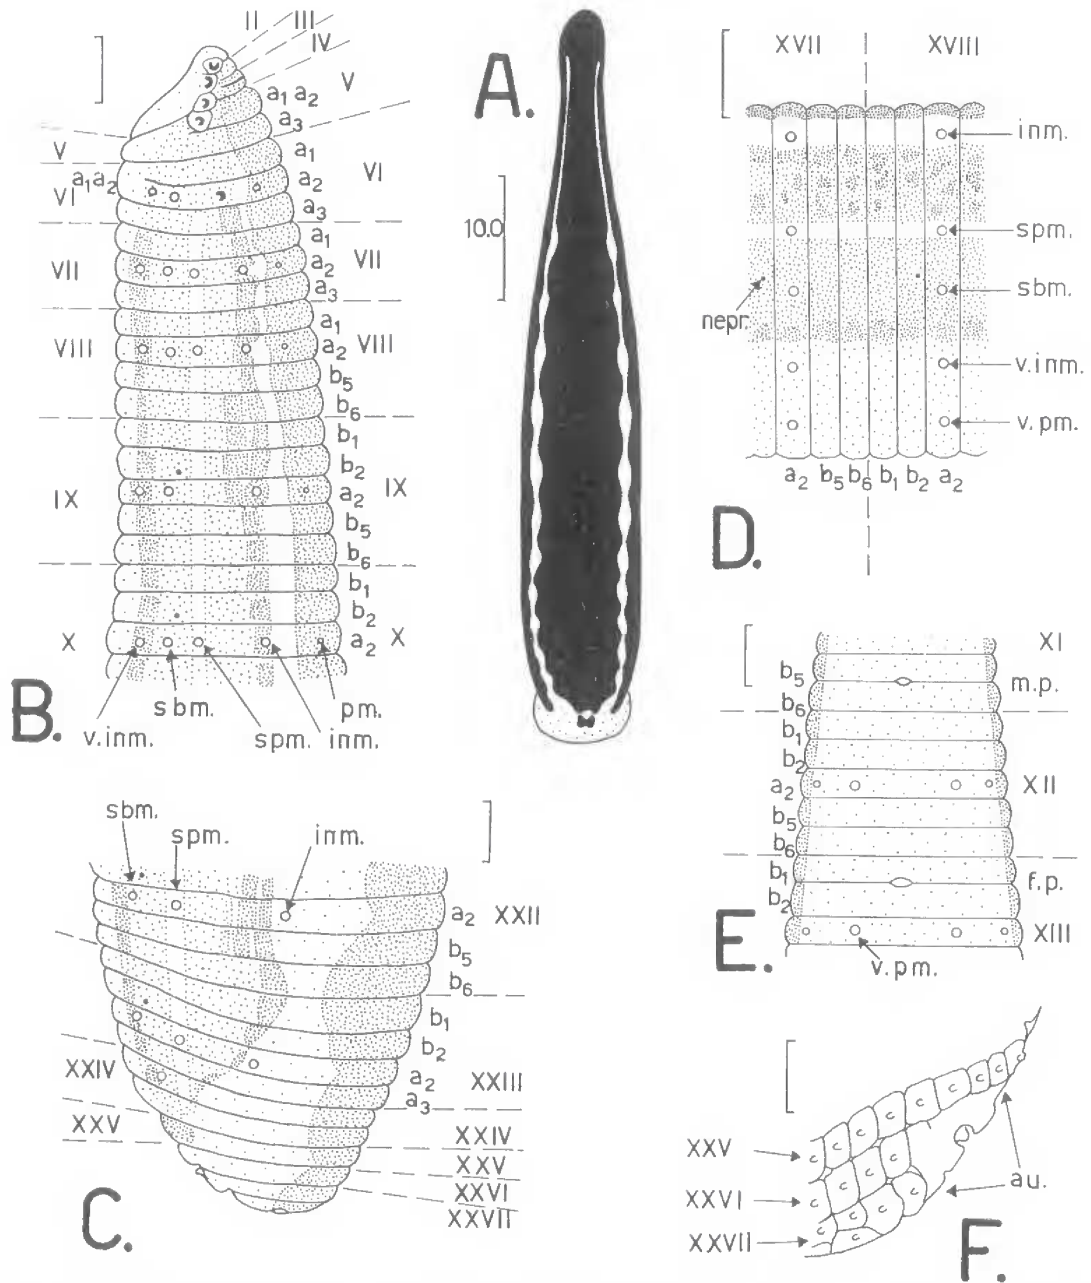 A.
10.0
II III
IV
V
a1 a2
a3
V
a1
a1a2
VI
a2
VI
a3
a1
VII
a2
VII
a3
a1
VIII
a2
VIII
b5
b6
b1
b2
IX
a2
IX
b5
b6
b1
b2
X
a2
X
sbm.
pm.
v.inm.
spm.
inm.
B.
XVII
XVIII
inm.
spm.
sbm.
nepr.
v.inm.
v.pm.
a2 b5 b6 b1 b2 a2
D.
sbm.
spm.
inm.
a2
XXII
b5
b6
b1
b2
XXIV
a2
XXIII
a3
XXV
XXIV
XXV
XXVI
XXVII
C.
XI
b5
m.p.
b6
b1
b2
a2
XII
b5
b6
b1
f.p.
b2
XIII
v.pm.
E.
XXV
XXVI
XXVII
au.
F.